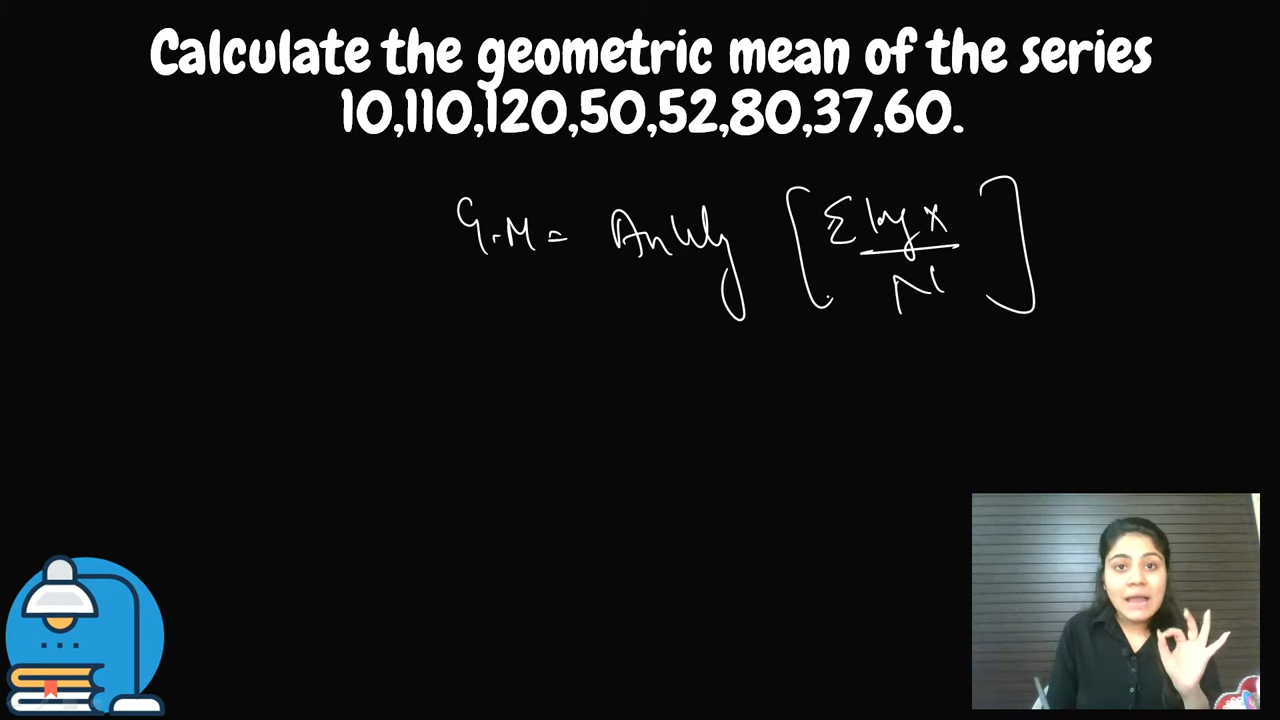 Calculate the geometric mean of the series
10,110,120,50,52,80,37,60.
G.M = Antilog [ Σ log x / N ]